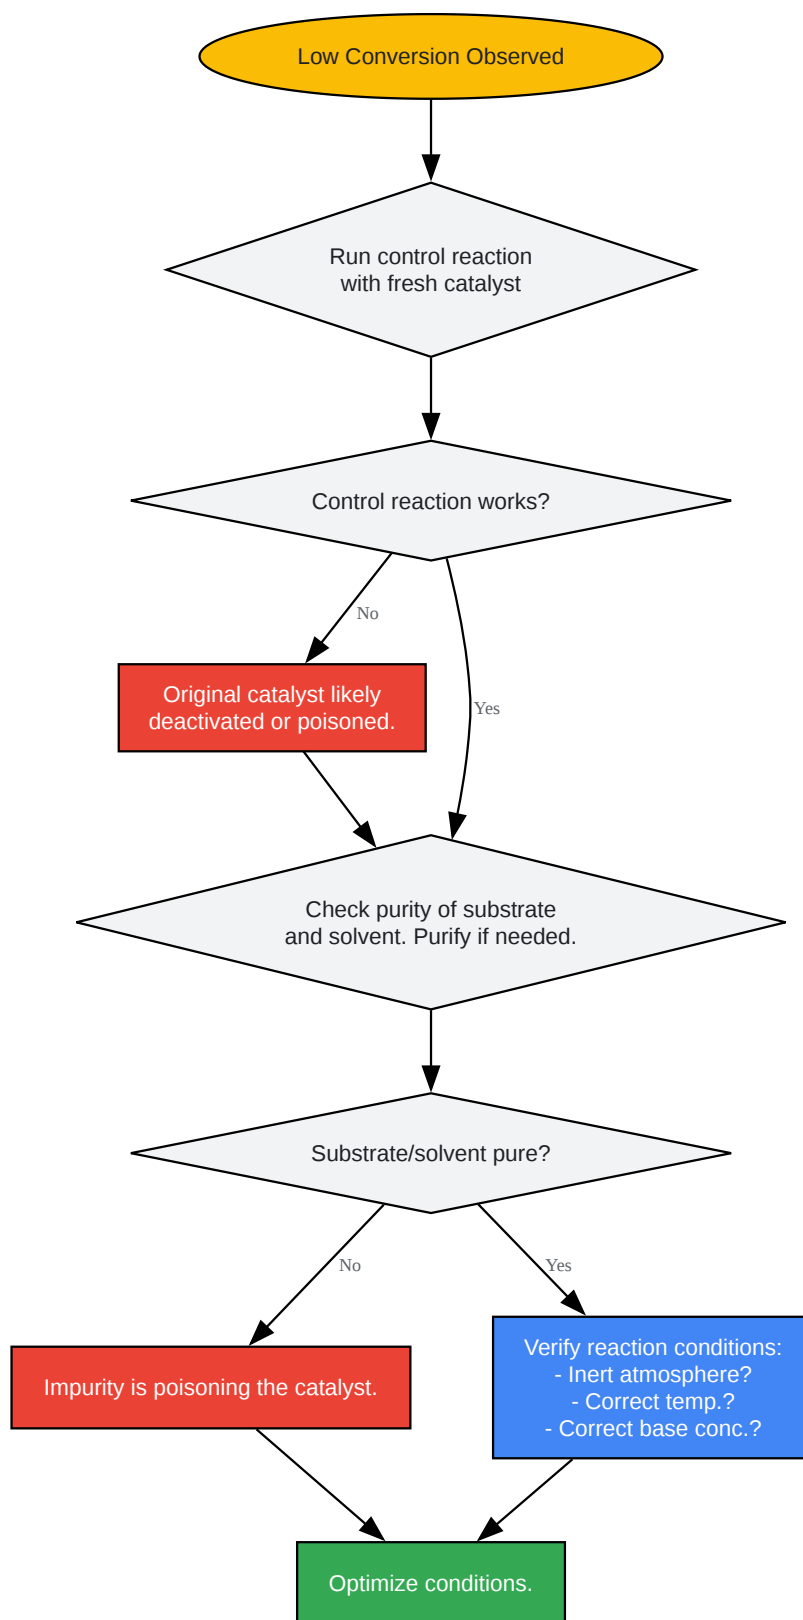 Low Conversion Observed
Run control reaction
with fresh catalyst
Control reaction works?
No
Original catalyst likely
deactivated or poisoned.
Yes
Check purity of substrate
and solvent. Purify if needed.
Substrate/solvent pure?
No
Yes
Impurity is poisoning the catalyst.
Verify reaction conditions:
- Inert atmosphere?
- Correct temp.?
- Correct base conc.?
Optimize conditions.